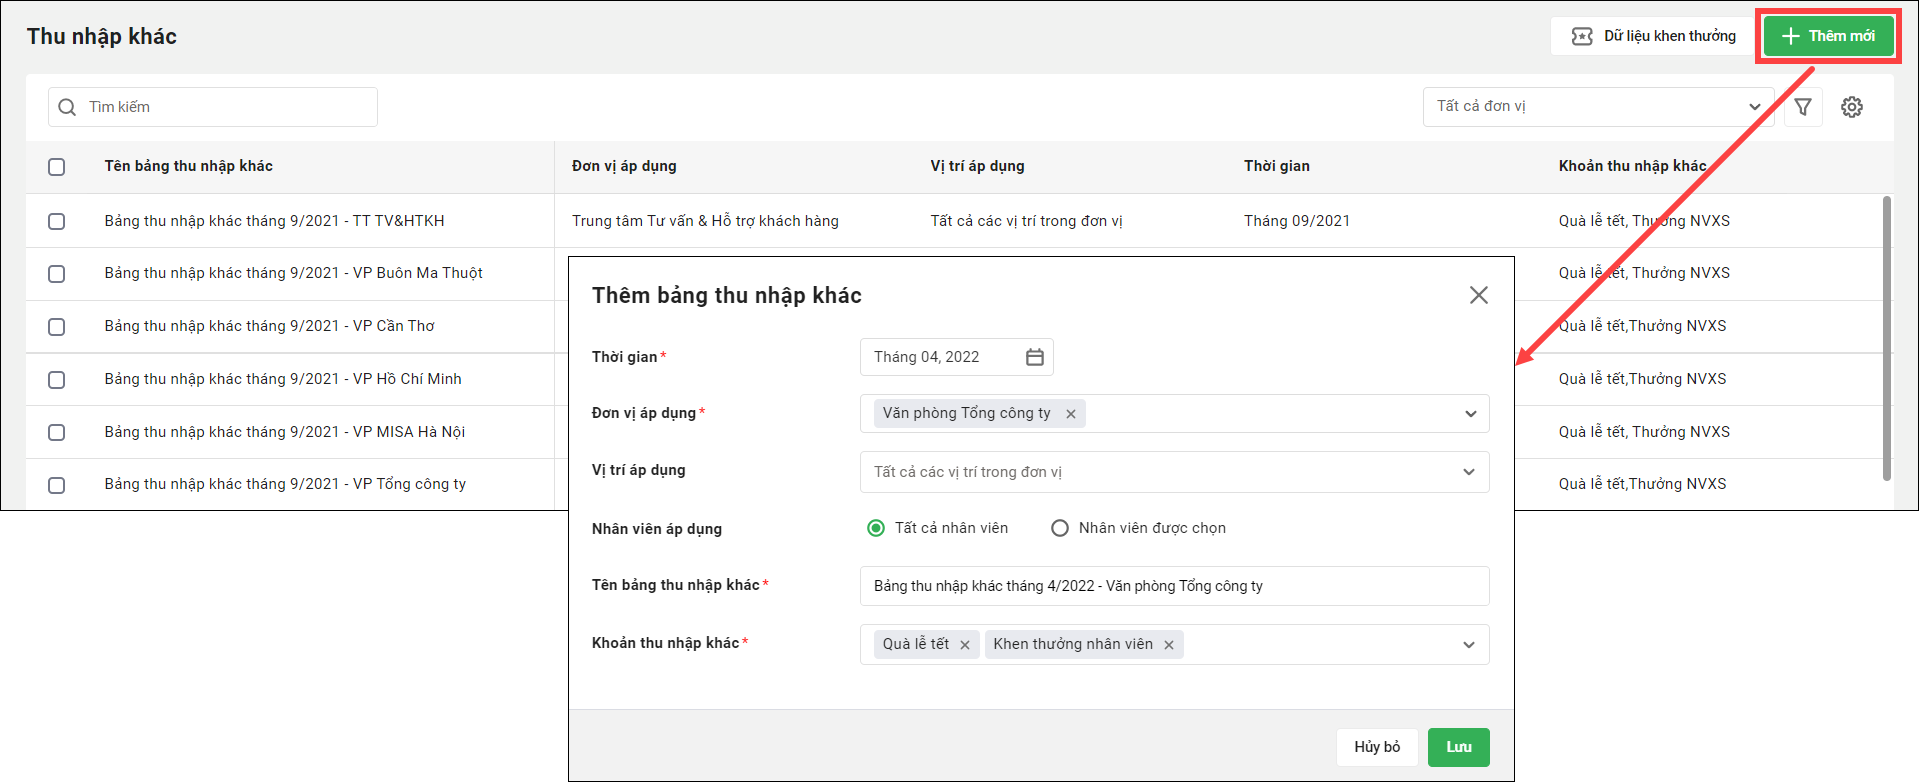 Thu nhập khác
Dữ liệu khen thưởng
Thêm mới
Tìm kiếm
Tất cả đơn vị
Tên bảng thu nhập khác Đơn vị áp dụng Vị trí áp dụng Thời gian Khoản thu nhập khác
Bảng thu nhập khác tháng 9/2021 - TT TV&HTKH Trung tâm Tư vấn & Hỗ trợ khách hàng Tất cả các vị trí trong đơn vị Tháng 09/2021 Quà lễ tết, Thưởng NVXS
Bảng thu nhập khác tháng 9/2021 - VP Buôn Ma Thuột Quà lễ tết, Thưởng NVXS
Bảng thu nhập khác tháng 9/2021 - VP Cần Thơ Quà lễ tết,Thưởng NVXS
Bảng thu nhập khác tháng 9/2021 - VP Hồ Chí Minh Quà lễ tết,Thưởng NVXS
Bảng thu nhập khác tháng 9/2021 - VP MISA Hà Nội Quà lễ tết, Thưởng NVXS
Bảng thu nhập khác tháng 9/2021 - VP Tổng công ty Quà lễ tết,Thưởng NVXS
Thêm bảng thu nhập khác
Thời gian * Tháng 04, 2022
Đơn vị áp dụng * Văn phòng Tổng công ty
Vị trí áp dụng Tất cả các vị trí trong đơn vị
Nhân viên áp dụng Tất cả nhân viên Nhân viên được chọn
Tên bảng thu nhập khác * Bảng thu nhập khác tháng 4/2022 - Văn phòng Tổng công ty
Khoản thu nhập khác * Quà lễ tết Khen thưởng nhân viên
Hủy bỏ Lưu